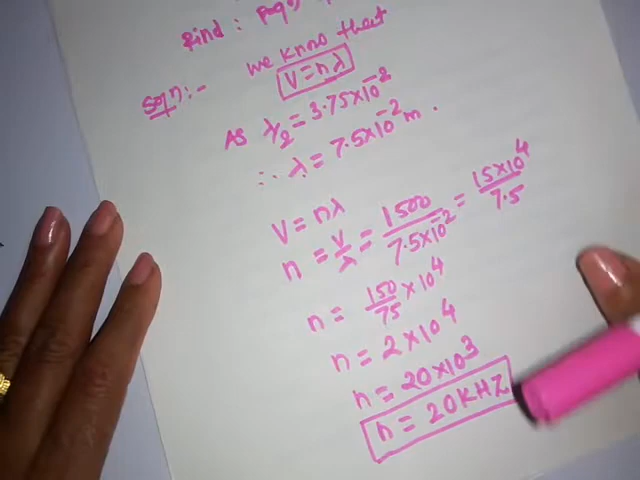 Find :
we know that
Solⁿ:- V=nλ
As λ/2 = 3.75×10⁻²
∴ λ = 7.5×10⁻² m .
V = nλ
n = V/λ = 1500/7.5×10⁻² = 15×10⁴/7.5
n = 150/75 × 10⁴
n = 2×10⁴
n = 20×10³
n = 20KHZ